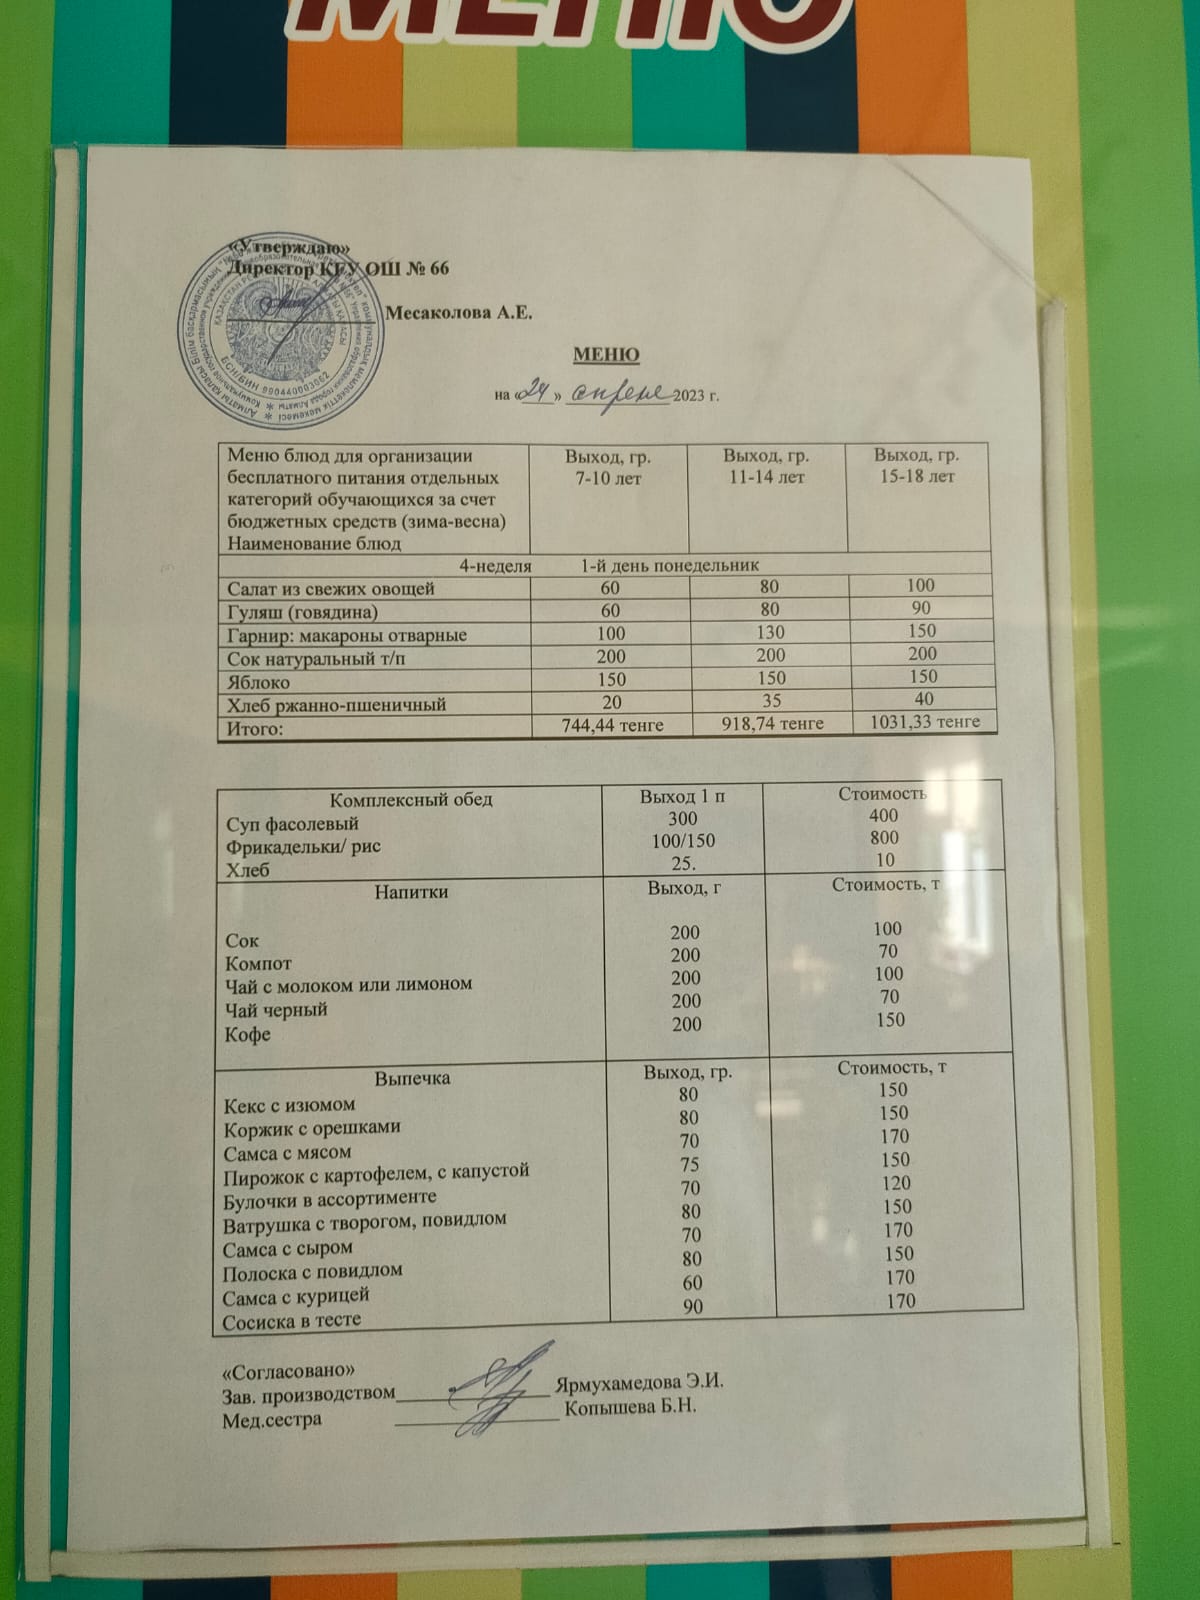 МЕНЮ
«Утверждаю»
Директор КГУ ОШ № 66
Месаколова А.Е.
МЕНЮ
на «24» апреле 2023 г.
Меню блюд для организации бесплатного питания отдельных категорий обучающихся за счет бюджетных средств (зима-весна) Наименование блюд Выход, гр. 7-10 лет Выход, гр. 11-14 лет Выход, гр. 15-18 лет
4-неделя 1-й день понедельник
Салат из свежих овощей 60 80 100
Гуляш (говядина) 60 80 90
Гарнир: макароны отварные 100 130 150
Сок натуральный т/п 200 200 200
Яблоко 150 150 150
Хлеб ржанно-пшеничный 20 35 40
Итого: 744,44 тенге 918,74 тенге 1031,33 тенге
Комплексный обед Выход 1 п Стоимость
Суп фасолевый 300 400
Фрикадельки/ рис 100/150 800
Хлеб 25. 10
Напитки Выход, г Стоимость, т
Сок 200 100
Компот 200 70
Чай с молоком или лимоном 200 100
Чай черный 200 70
Кофе 200 150
Выпечка Выход, гр. Стоимость, т
Кекс с изюмом 80 150
Коржик с орешками 80 150
Самса с мясом 70 170
Пирожок с картофелем, с капустой 75 150
Булочки в ассортименте 70 120
Ватрушка с творогом, повидлом 80 150
Самса с сыром 70 170
Полоска с повидлом 80 150
Самса с курицей 60 170
Сосиска в тесте 90 170
«Согласовано»
Зав. производством Ярмухамедова Э.И.
Мед.сестра Копышева Б.Н.